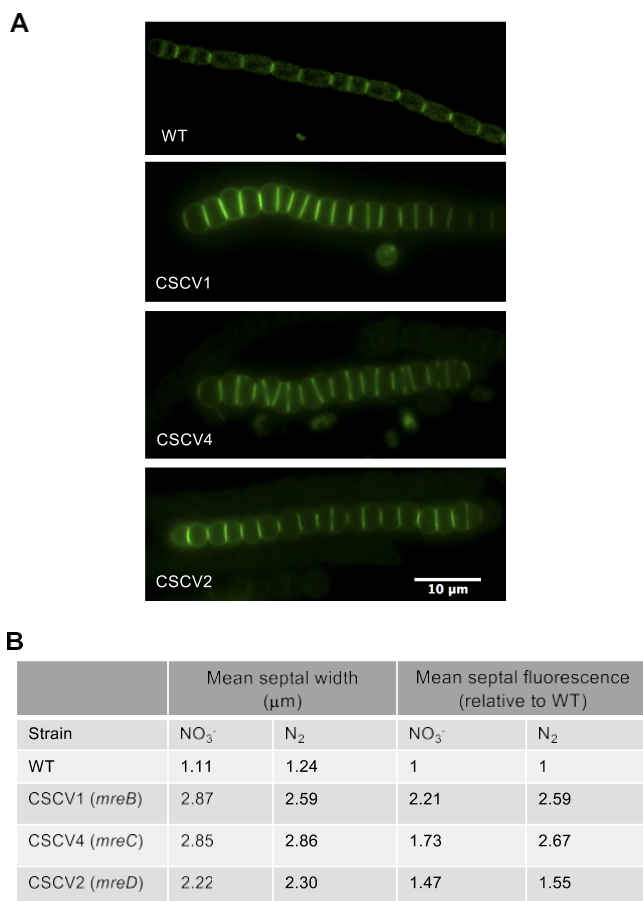 A
WT
CSCV1
CSCV4
CSCV2
10 μm
B
Mean septal width
(μm)
Mean septal fluorescence
(relative to WT)
Strain NO₃⁻ N₂ NO₃⁻ N₂
WT 1.11 1.24 1 1
CSCV1 (mreB) 2.87 2.59 2.21 2.59
CSCV4 (mreC) 2.85 2.86 1.73 2.67
CSCV2 (mreD) 2.22 2.30 1.47 1.55